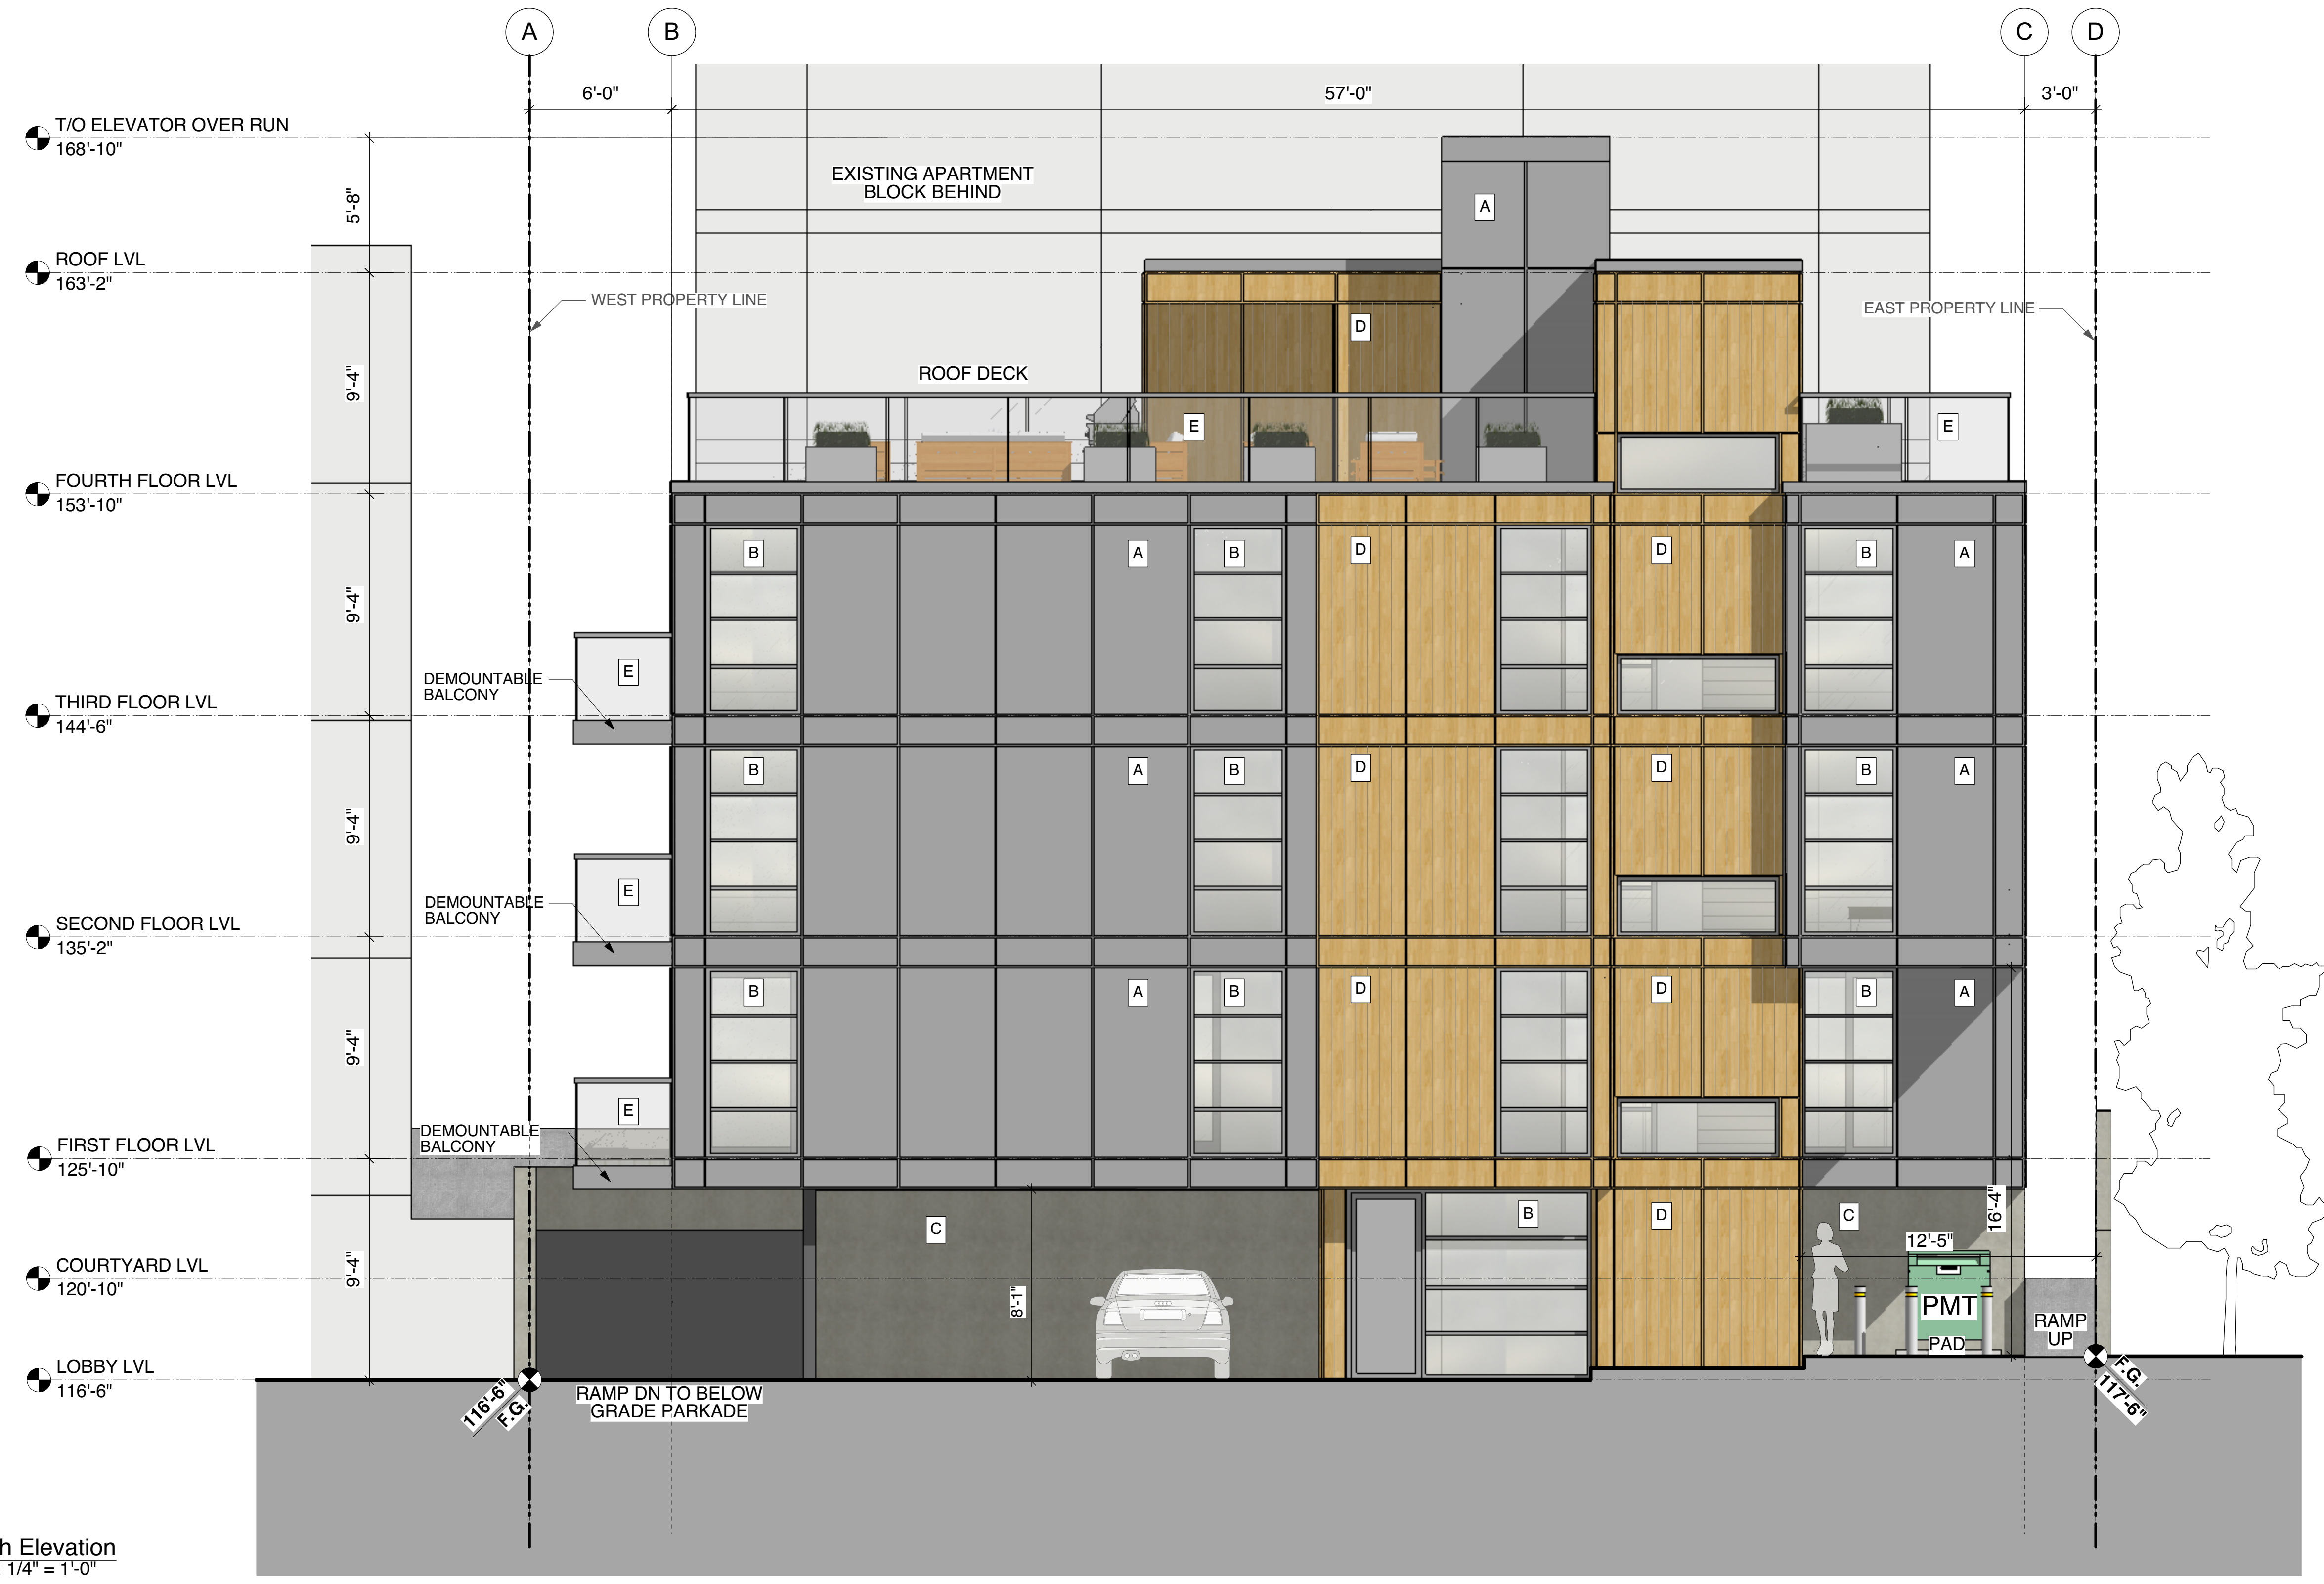 A
B
C
D
6'-0"
57'-0"
3'-0"
T/O ELEVATOR OVER RUN
168'-10"
5'-8"
EXISTING APARTMENT
BLOCK BEHIND
A
ROOF LVL
163'-2"
WEST PROPERTY LINE
EAST PROPERTY LINE
D
9'-4"
ROOF DECK
E
E
FOURTH FLOOR LVL
153'-10"
B
A
B
D
D
B
A
9'-4"
E
DEMOUNTABLE
BALCONY
THIRD FLOOR LVL
144'-6"
B
A
B
D
D
B
A
9'-4"
E
DEMOUNTABLE
BALCONY
SECOND FLOOR LVL
135'-2"
B
A
B
D
D
B
A
9'-4"
E
DEMOUNTABLE
BALCONY
FIRST FLOOR LVL
125'-10"
C
B
D
C
16'-4"
12'-5"
COURTYARD LVL
120'-10"
9'-4"
8'-1"
PMT
PAD
RAMP
UP
LOBBY LVL
116'-6"
116'-6"
F.G.
RAMP DN TO BELOW
GRADE PARKADE
F.G.
117'-6"
h Elevation
1/4" = 1'-0"